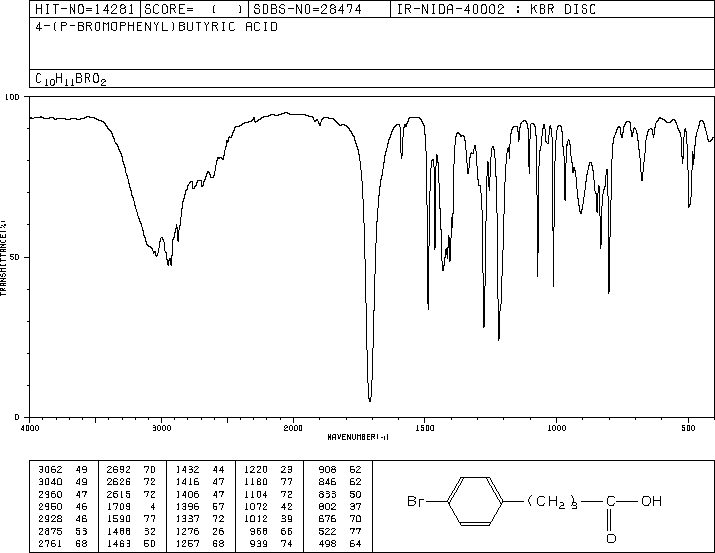 HIT-NO=14281 SCORE= ( ) SDBS-NO=28474 IR-NIDA-40002 : KBR DISC
4-(P-BROMOPHENYL)BUTYRIC ACID
C10H11BRO2
100
TRANSMITTANCE(%)
50
0
4000 3000 2000 1500 1000 500
WAVENUMBER(-1)
3062 49 2692 70 1432 44 1220 23 908 62
3040 49 2626 72 1416 47 1180 77 846 62
2960 47 2615 72 1406 47 1104 72 833 50
2950 46 1709 4 1396 67 1072 42 802 37
2928 46 1590 77 1337 72 1012 39 676 70
2875 53 1488 32 1276 26 968 66 522 77
2761 68 1463 50 1257 68 939 74 498 64
Br (CH2)3 C OH
O